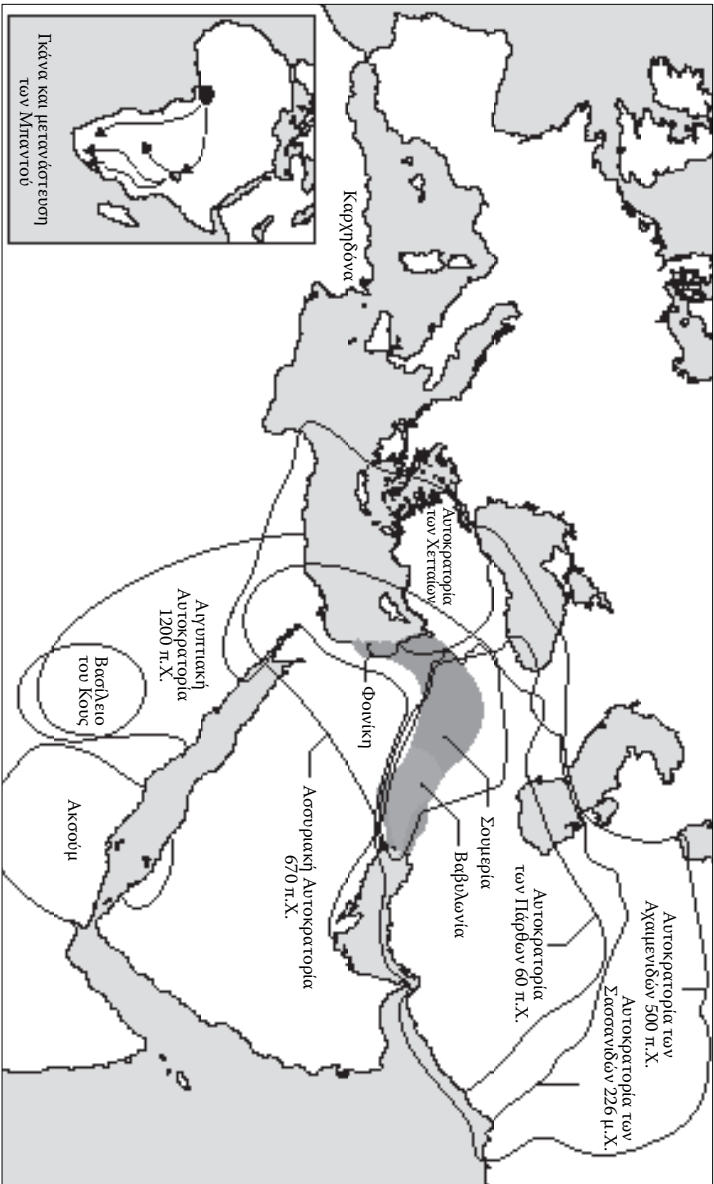 Γκάνα και μετανάστευση
των Μπαντού
Καρχηδόνα
Αυτοκρατορία
των Χετταίων
Αιγυπτιακή
Αυτοκρατορία
1200 π.Χ.
Βασίλειο
του Κους
Ακσούμ
Φοινίκη
Ασσυριακή Αυτοκρατορία
670 π.Χ.
Σουμερία
Βαβυλωνία
Αυτοκρατορία
των Πάρθων 60 π.Χ.
Αυτοκρατορία των
Αχαιμενιδών 500 π.Χ.
Αυτοκρατορία των
Σασσανιδών 226 μ.Χ.